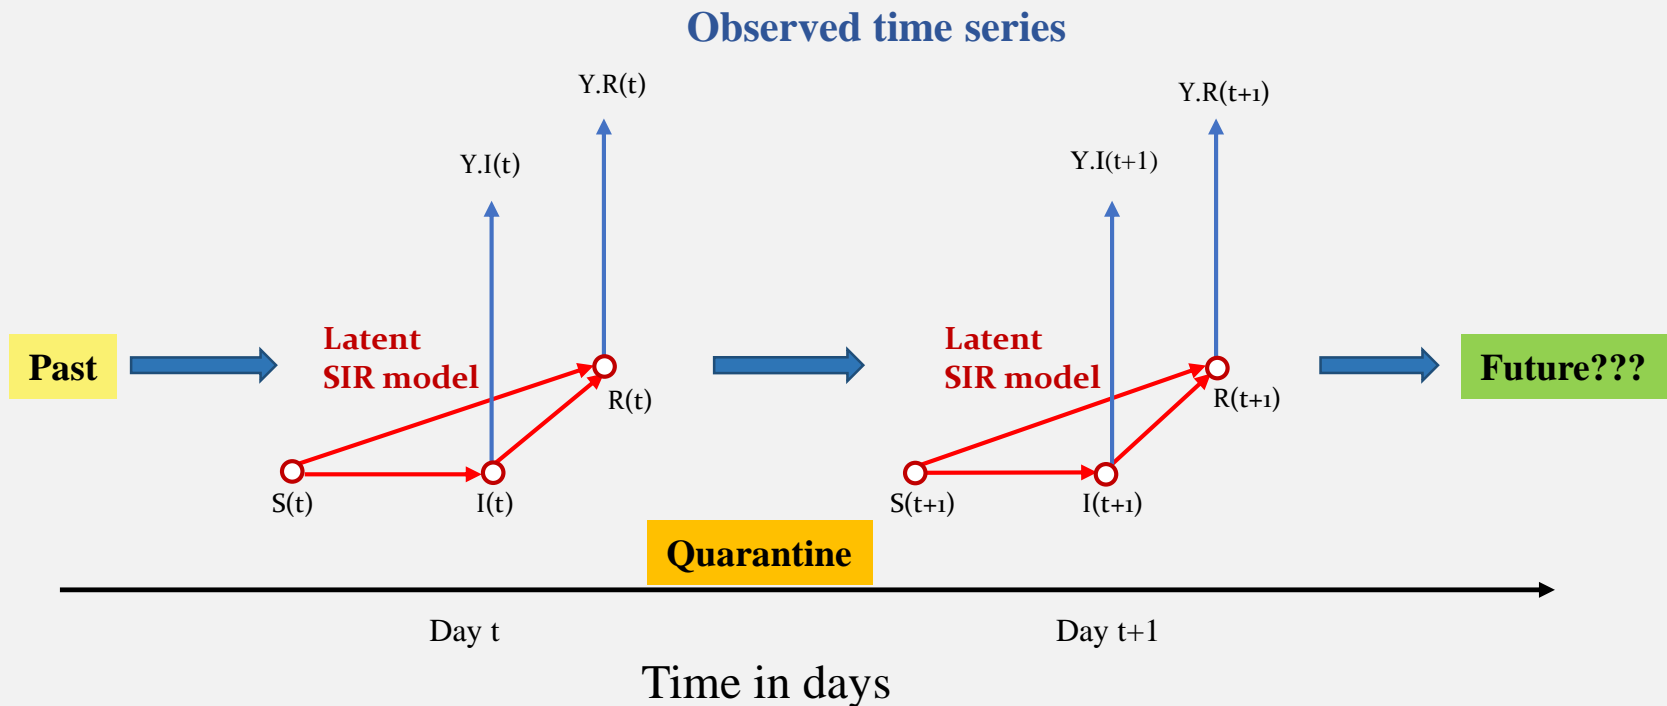 Observed time series
Y.R(t)
Y.R(t+1)
Y.I(t)
Y.I(t+1)
Past
Latent
SIR model
R(t)
S(t)
I(t)
Latent
SIR model
R(t+1)
S(t+1)
I(t+1)
Future???
Quarantine
Day t
Day t+1
Time in days